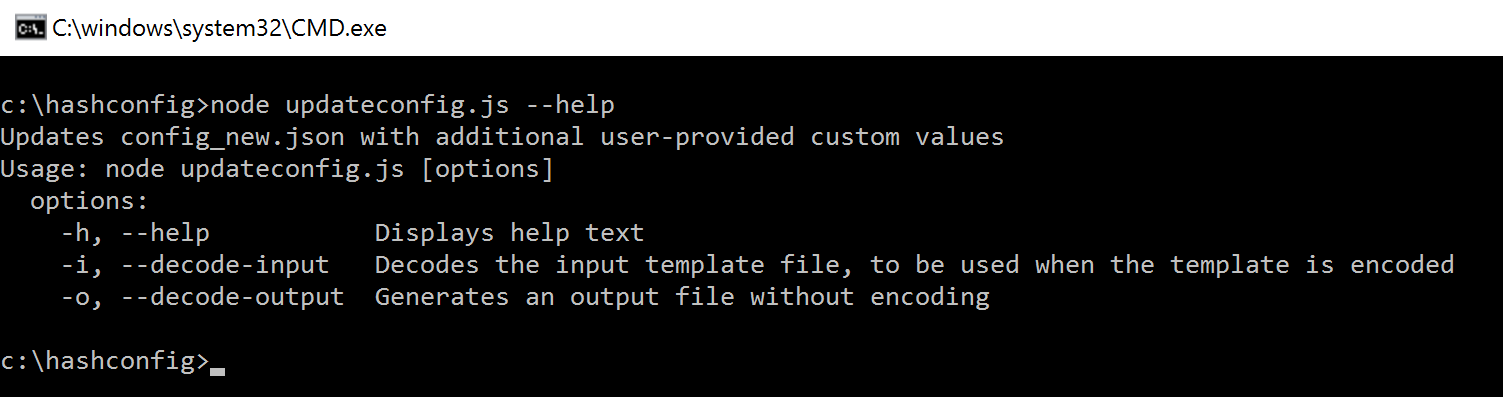 C:\windows\system32\CMD.exe
c:\hashconfig>node updateconfig.js --help
Updates config_new.json with additional user-provided custom values
Usage: node updateconfig.js [options]
  options:
    -h, --help           Displays help text
    -i, --decode-input   Decodes the input template file, to be used when the template is encoded
    -o, --decode-output  Generates an output file without encoding
c:\hashconfig>